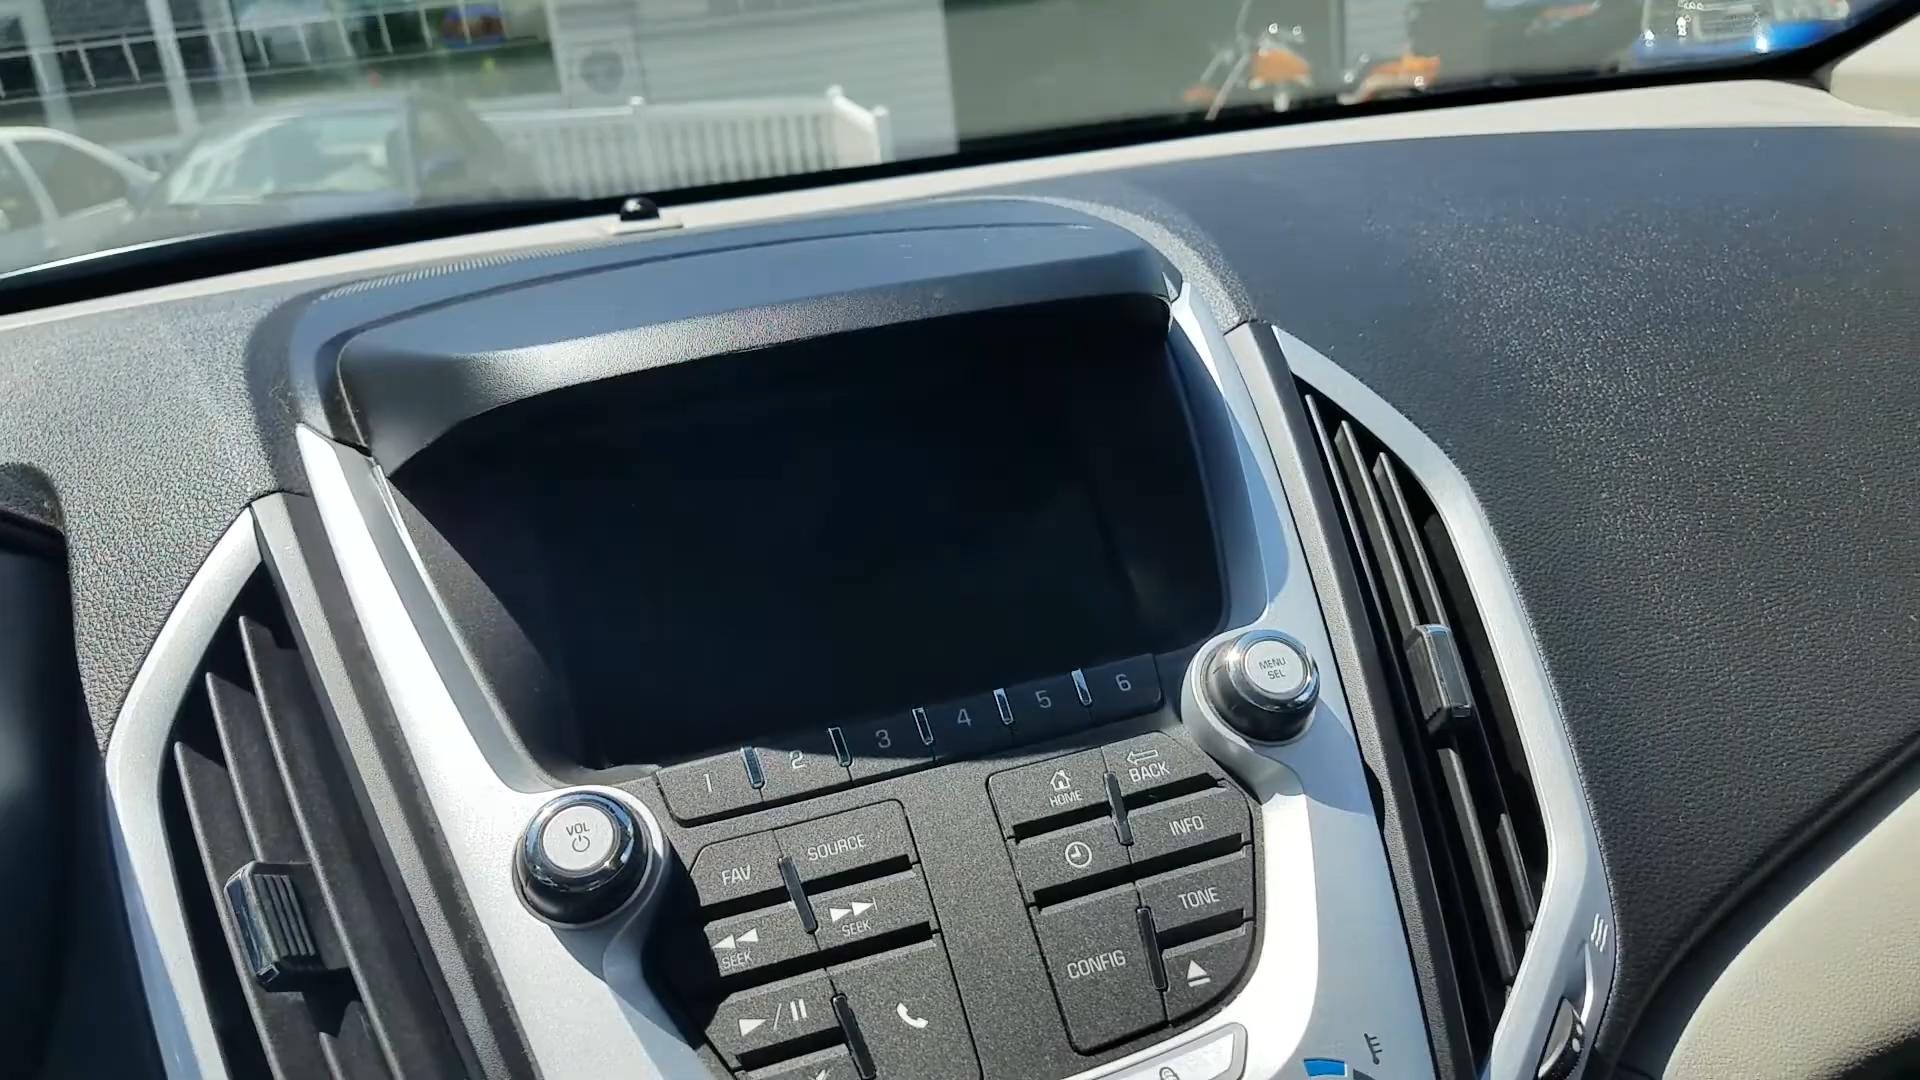 MENU
SEL
1 2 3 4 5 6
VOL
HOME
BACK
FAV
SOURCE
INFO
SEEK
SEEK
TONE
CONFIG